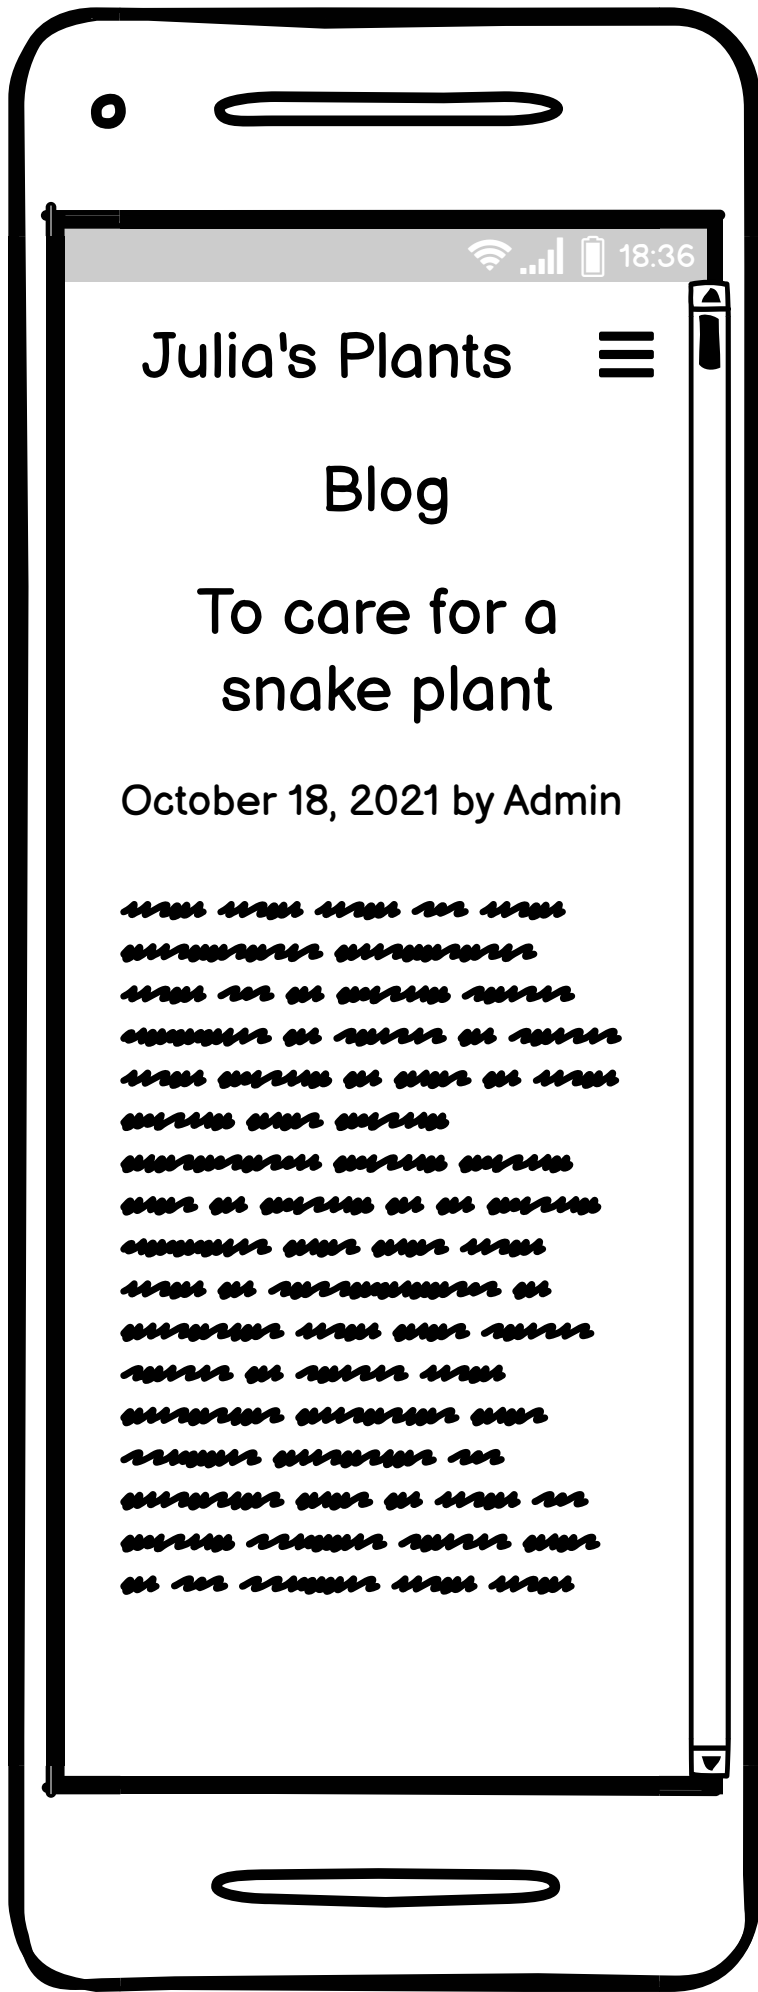 18:36
Julia's Plants
Blog
To care for a
snake plant
October 18, 2021 by Admin